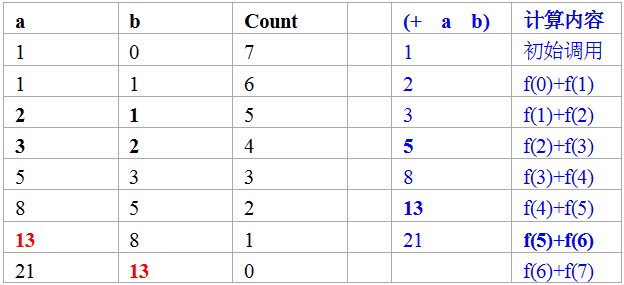 a b Count (+ a b) 计算内容
1 0 7 1 初始调用
1 1 6 2 f(0)+f(1)
2 1 5 3 f(1)+f(2)
3 2 4 5 f(2)+f(3)
5 3 3 8 f(3)+f(4)
8 5 2 13 f(4)+f(5)
13 8 1 21 f(5)+f(6)
21 13 0 f(6)+f(7)